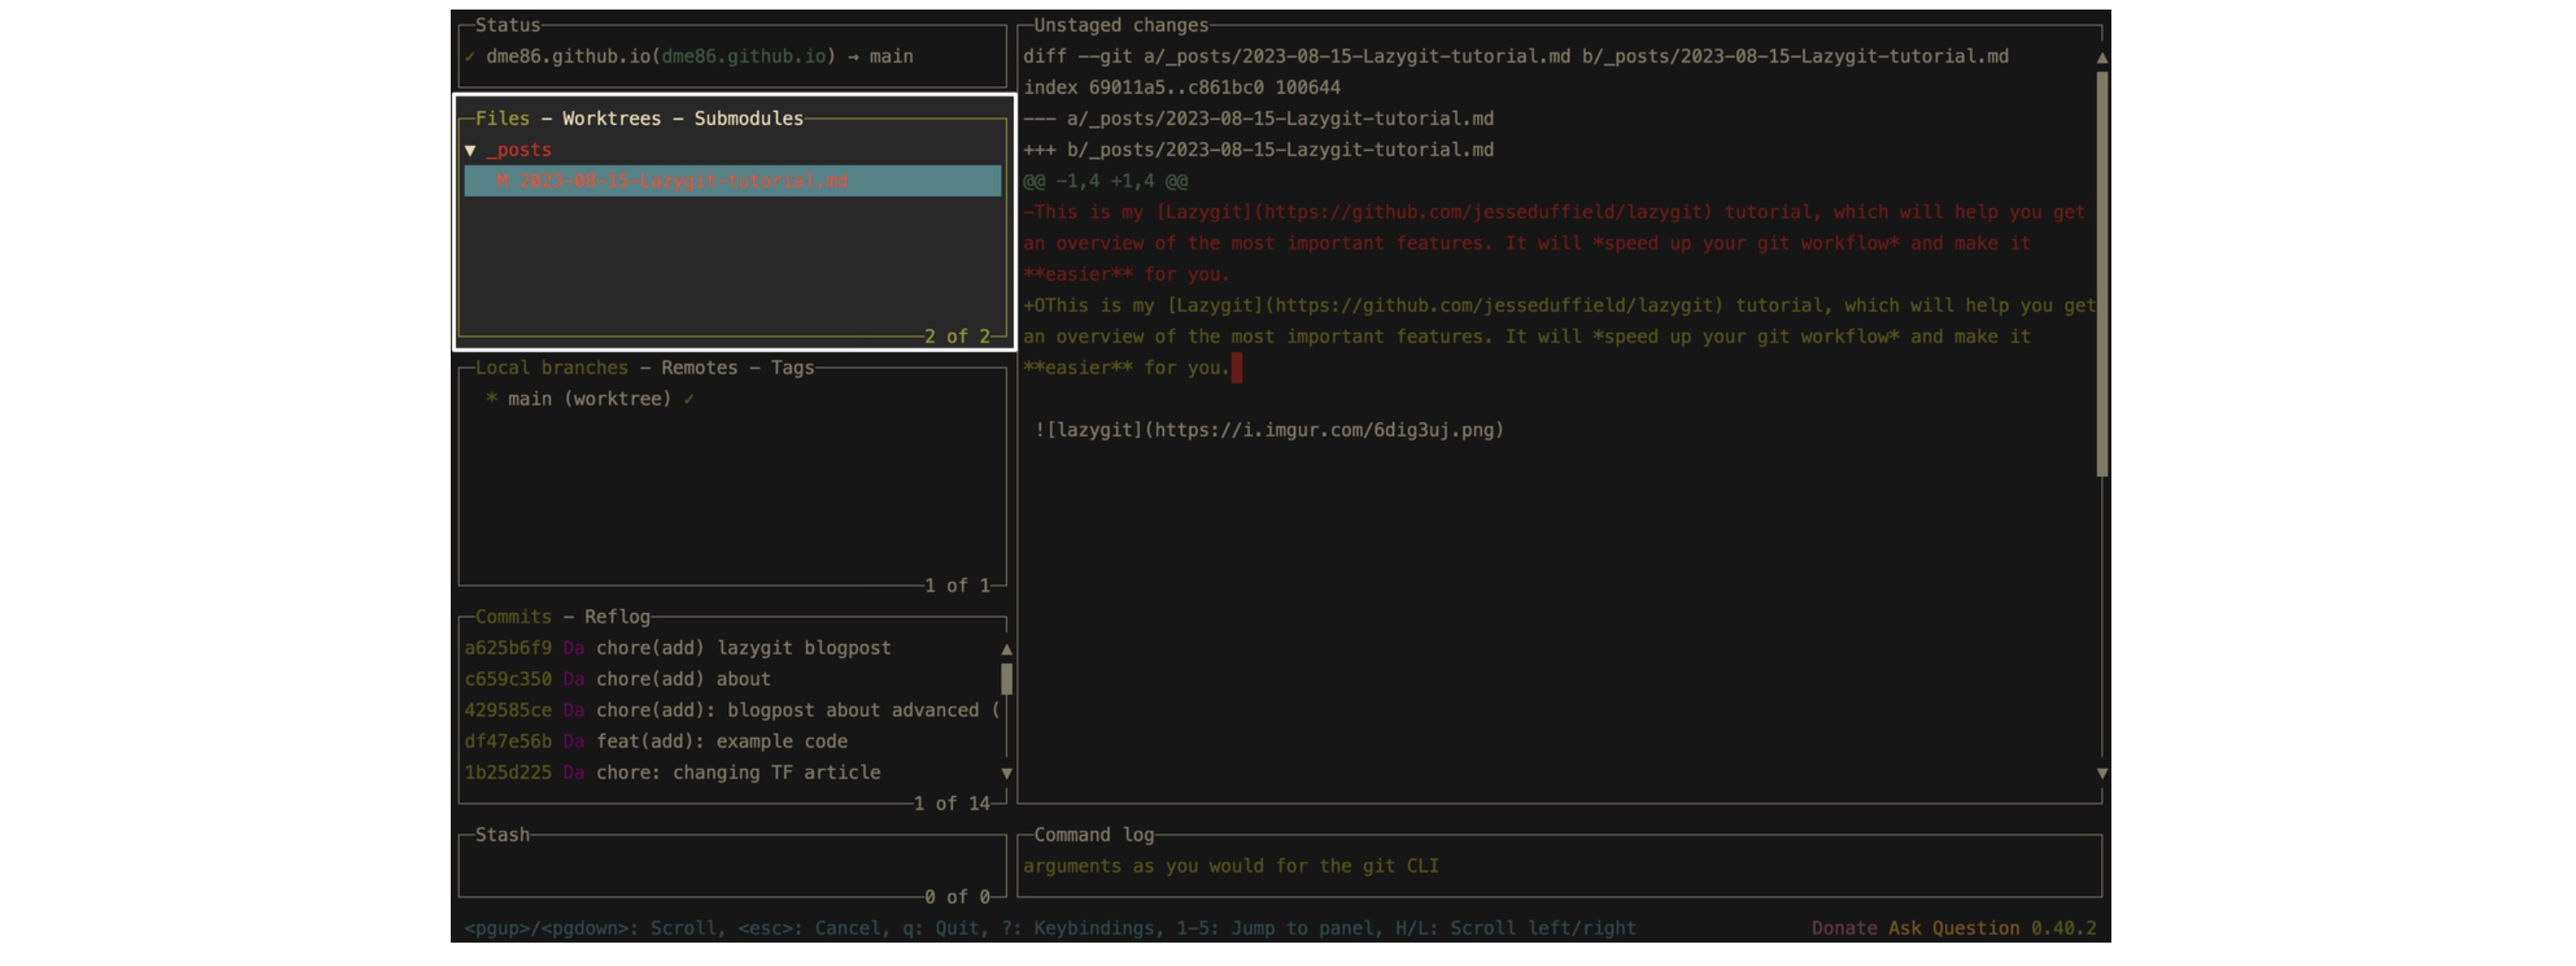 Status
✓ dme86.github.io(dme86.github.io) → main
Files – Worktrees – Submodules
▼ _posts
M 2023-08-15-Lazygit-tutorial.md
2 of 2
Local branches – Remotes – Tags
* main (worktree) ✓
1 of 1
Commits – Reflog
a625b6f9 Da chore(add) lazygit blogpost
c659c350 Da chore(add) about
429585ce Da chore(add): blogpost about advanced (
df47e56b Da feat(add): example code
1b25d225 Da chore: changing TF article
1 of 14
Stash
0 of 0
Unstaged changes
diff --git a/_posts/2023-08-15-Lazygit-tutorial.md b/_posts/2023-08-15-Lazygit-tutorial.md
index 69011a5..c861bc0 100644
--- a/_posts/2023-08-15-Lazygit-tutorial.md
+++ b/_posts/2023-08-15-Lazygit-tutorial.md
@@ -1,4 +1,4 @@
-This is my [Lazygit](https://github.com/jesseduffield/lazygit) tutorial, which will help you get
an overview of the most important features. It will *speed up your git workflow* and make it
**easier** for you.
+OThis is my [Lazygit](https://github.com/jesseduffield/lazygit) tutorial, which will help you get
an overview of the most important features. It will *speed up your git workflow* and make it
**easier** for you.
![lazygit](https://i.imgur.com/6dig3uj.png)
Command log
arguments as you would for the git CLI
<pgup>/<pgdown>: Scroll, <esc>: Cancel, q: Quit, ?: Keybindings, 1-5: Jump to panel, H/L: Scroll left/right
Donate Ask Question 0.40.2